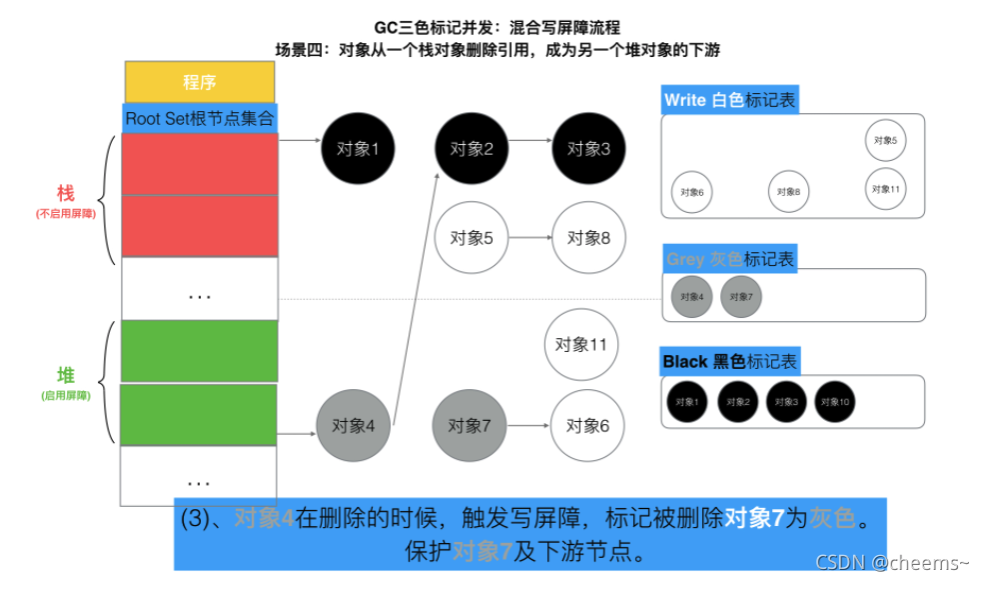 GC三色标记并发：混合写屏障流程
场景四：对象从一个栈对象删除引用，成为另一个堆对象的下游
程序
Root Set根节点集合
栈
(不启用屏障)
...
堆
(启用屏障)
...
对象1
对象2
对象3
对象5
对象8
对象11
对象4
对象7
对象6
Write 白色标记表
对象5
对象6
对象8
对象11
Grey 灰色标记表
对象4
对象7
Black 黑色标记表
对象1
对象2
对象3
对象10
(3)、对象4在删除的时候，触发写屏障，标记被删除对象7为灰色。
保护对象7及下游节点。
CSDN @cheems~